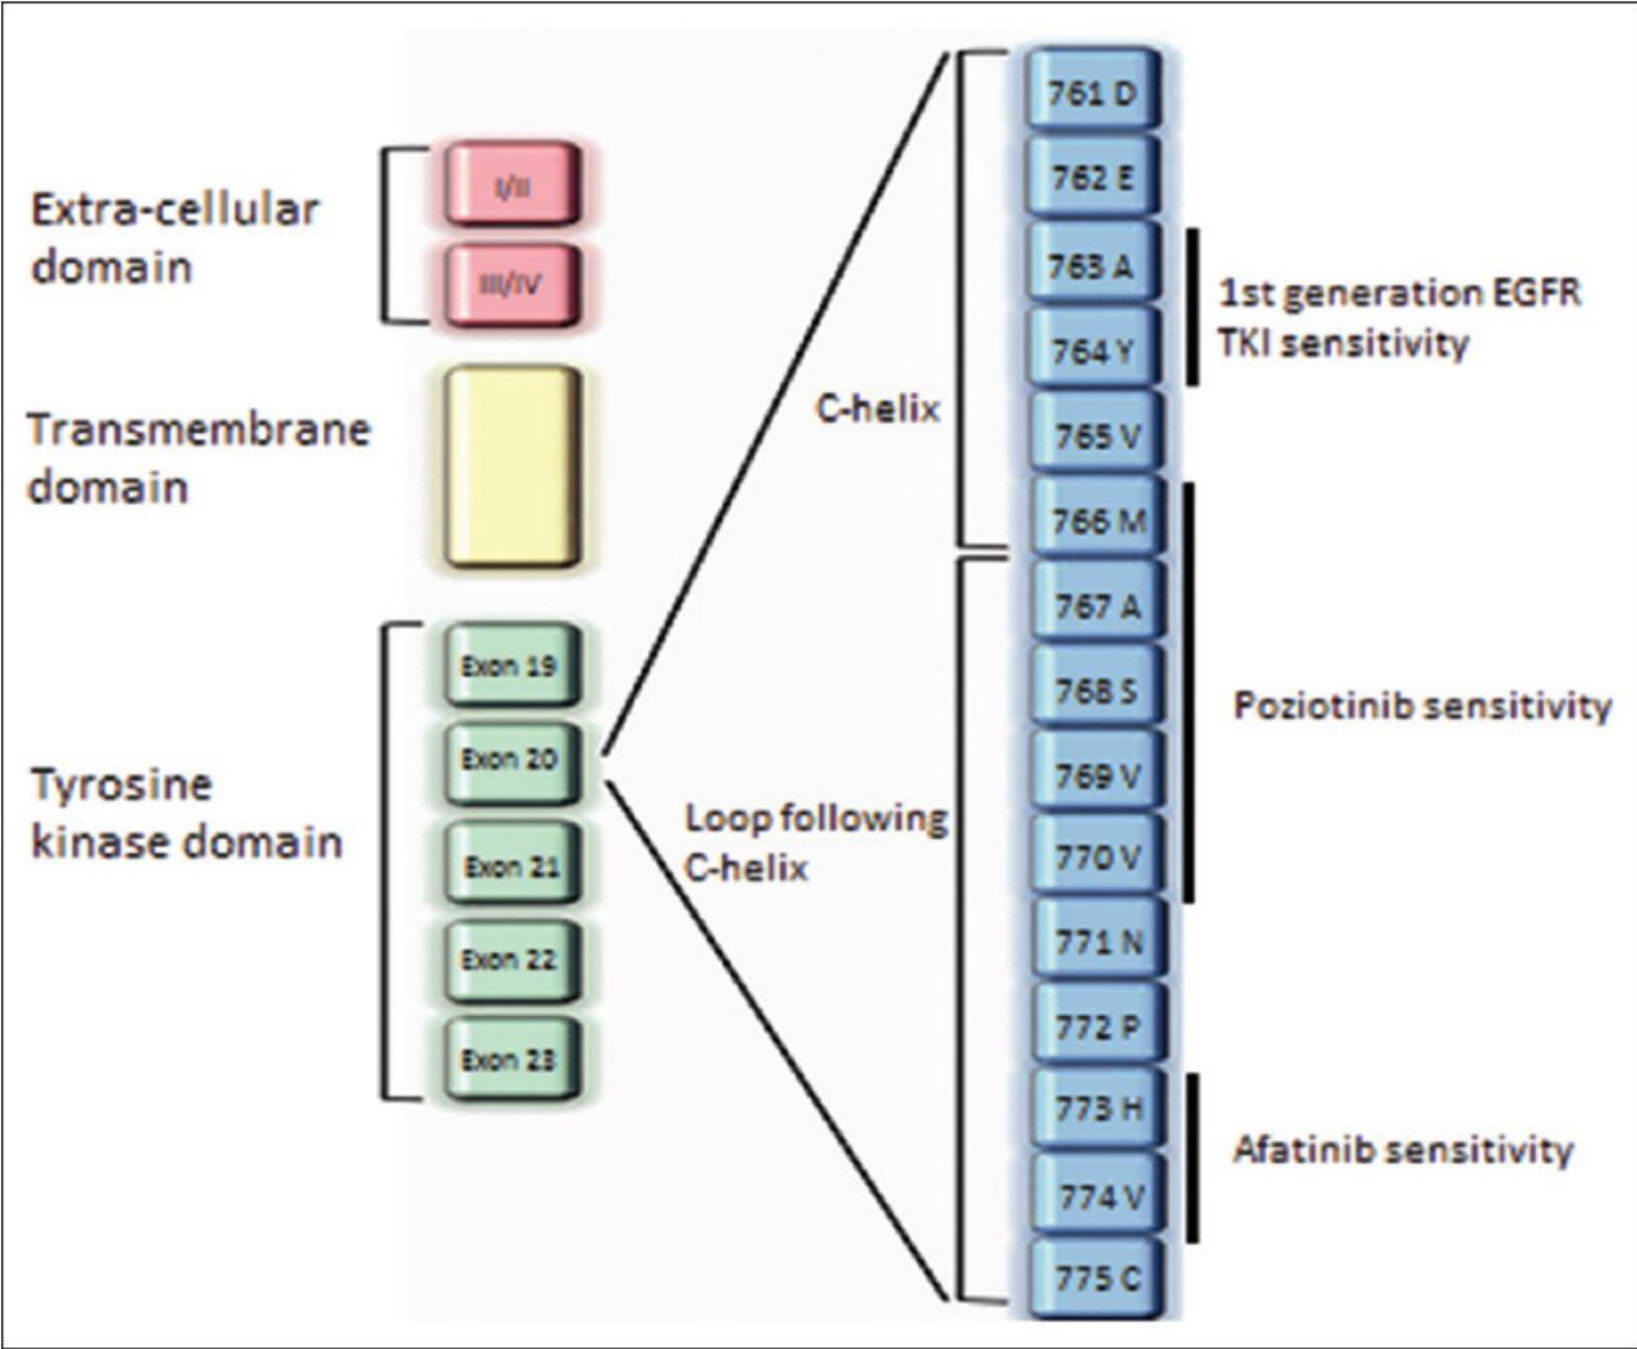 Extra-cellular
domain
I/II
III/IV
Transmembrane
domain
Tyrosine
kinase domain
Exon 19
Exon 20
Exon 21
Exon 22
Exon 23
C-helix
Loop following
C-helix
761 D
762 E
763 A
764 Y
765 V
766 M
767 A
768 S
769 V
770 V
771 N
772 P
773 H
774 V
775 C
1st generation EGFR
TKI sensitivity
Poziotinib sensitivity
Afatinib sensitivity